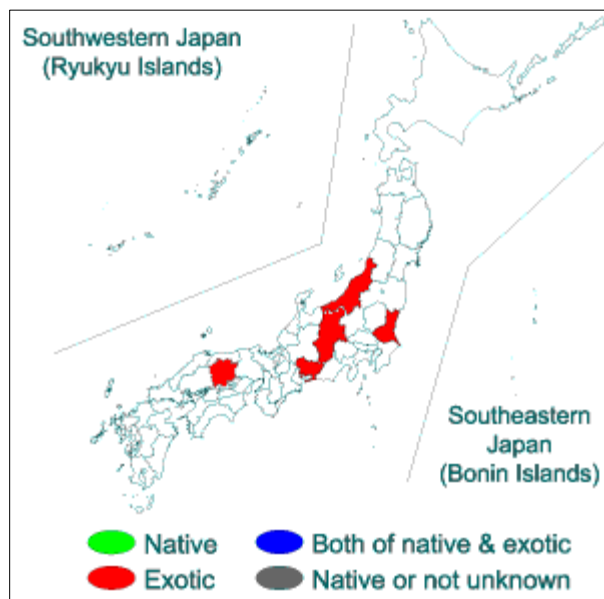 Southwestern Japan
(Ryukyu Islands)
Southeastern
Japan
(Bonin Islands)
Native
Both of native & exotic
Exotic
Native or not unknown